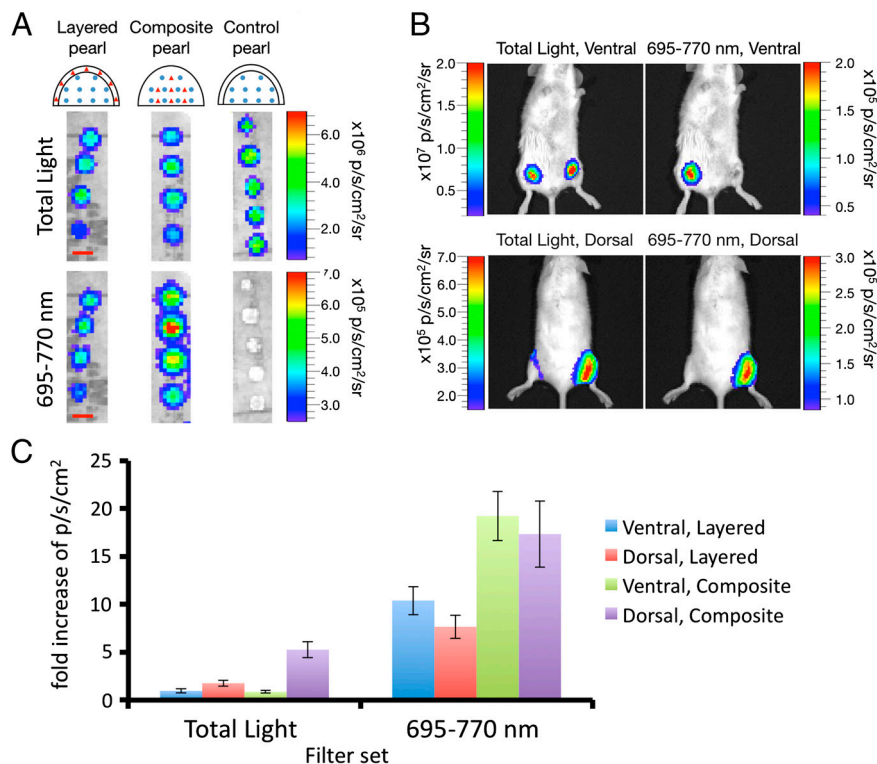 A
Layered pearl
Composite pearl
Control pearl
Total Light
6.0
4.0
2.0
x10⁶ p/s/cm²/sr
695-770 nm
7.0
6.0
5.0
4.0
3.0
x10⁵ p/s/cm²/sr
B
Total Light, Ventral
695-770 nm, Ventral
x10⁷ p/s/cm²/sr
2.0
1.5
1.0
0.5
2.0
1.5
1.0
0.5
x10⁵ p/s/cm²/sr
Total Light, Dorsal
695-770 nm, Dorsal
x10⁵ p/s/cm²/sr
7.0
6.0
5.0
4.0
3.0
2.0
3.0
2.5
2.0
1.5
1.0
x10⁵ p/s/cm²/sr
C
fold increase of p/s/cm²
25
20
15
10
5
0
Total Light
695-770 nm
Filter set
Ventral, Layered
Dorsal, Layered
Ventral, Composite
Dorsal, Composite